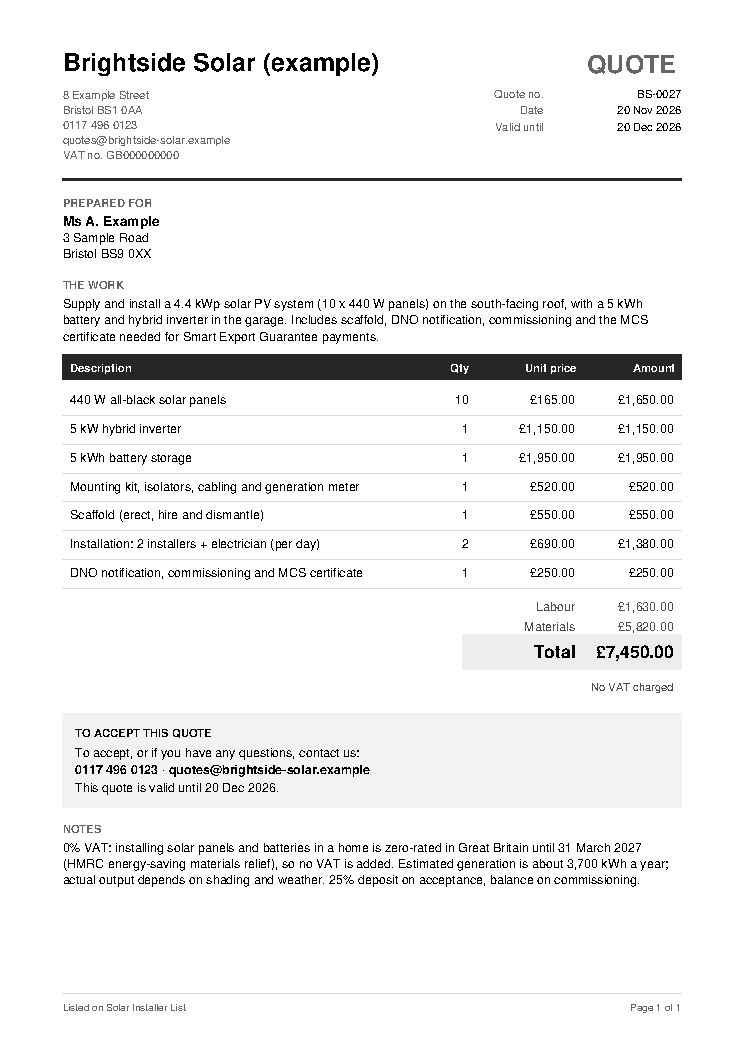 Brightside Solar (example)
QUOTE
8 Example Street
Bristol BS1 0AA
0117 496 0123
quotes@brightside-solar.example
VAT no. GB000000000
Quote no. BS-0027
Date 20 Nov 2026
Valid until 20 Dec 2026
PREPARED FOR
Ms A. Example
3 Sample Road
Bristol BS9 0XX
THE WORK
Supply and install a 4.4 kWp solar PV system (10 x 440 W panels) on the south-facing roof, with a 5 kWh
battery and hybrid inverter in the garage. Includes scaffold, DNO notification, commissioning and the MCS
certificate needed for Smart Export Guarantee payments.
Description Qty Unit price Amount
440 W all-black solar panels 10 £165.00 £1,650.00
5 kW hybrid inverter 1 £1,150.00 £1,150.00
5 kWh battery storage 1 £1,950.00 £1,950.00
Mounting kit, isolators, cabling and generation meter 1 £520.00 £520.00
Scaffold (erect, hire and dismantle) 1 £550.00 £550.00
Installation: 2 installers + electrician (per day) 2 £690.00 £1,380.00
DNO notification, commissioning and MCS certificate 1 £250.00 £250.00
Labour £1,630.00
Materials £5,820.00
Total £7,450.00
No VAT charged
TO ACCEPT THIS QUOTE
To accept, or if you have any questions, contact us:
0117 496 0123 · quotes@brightside-solar.example
This quote is valid until 20 Dec 2026.
NOTES
0% VAT: installing solar panels and batteries in a home is zero-rated in Great Britain until 31 March 2027
(HMRC energy-saving materials relief), so no VAT is added. Estimated generation is about 3,700 kWh a year;
actual output depends on shading and weather. 25% deposit on acceptance, balance on commissioning.
Listed on Solar Installer List
Page 1 of 1